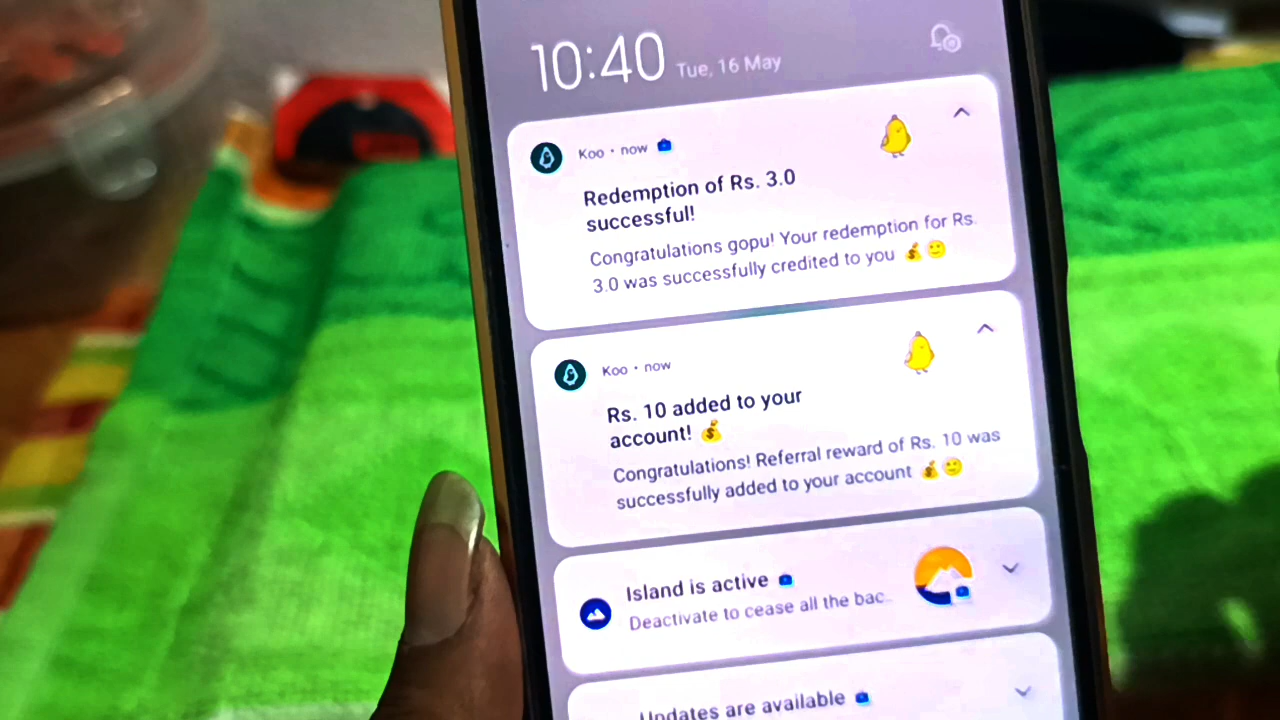 10:40 Tue, 16 May
Koo • now
Redemption of Rs. 3.0
successful!
Congratulations gopu! Your redemption for Rs.
3.0 was successfully credited to you 💰🙂
Koo • now
Rs. 10 added to your
account! 💰
Congratulations! Referral reward of Rs. 10 was
successfully added to your account 💰🙂
Island is active
Deactivate to cease all the bac..
Updates are available